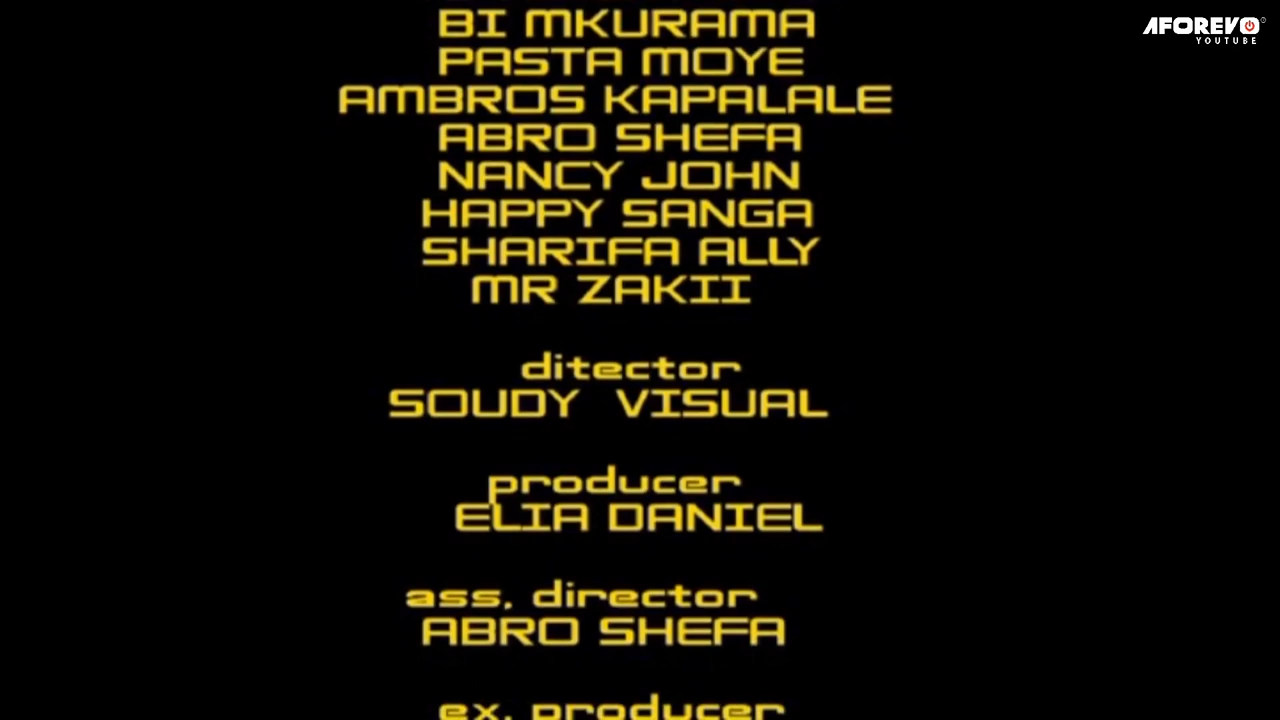 AFOREVO
YOUTUBE
BI MKURAMA
PASTA MOYE
AMBROS KAPALALE
ABRO SHEFA
NANCY JOHN
HAPPY SANGA
SHARIFA ALLY
MR ZAKII
ditector
SOUDY VISUAL
producer
ELIA DANIEL
ass, director
ABRO SHEFA
ex, producer